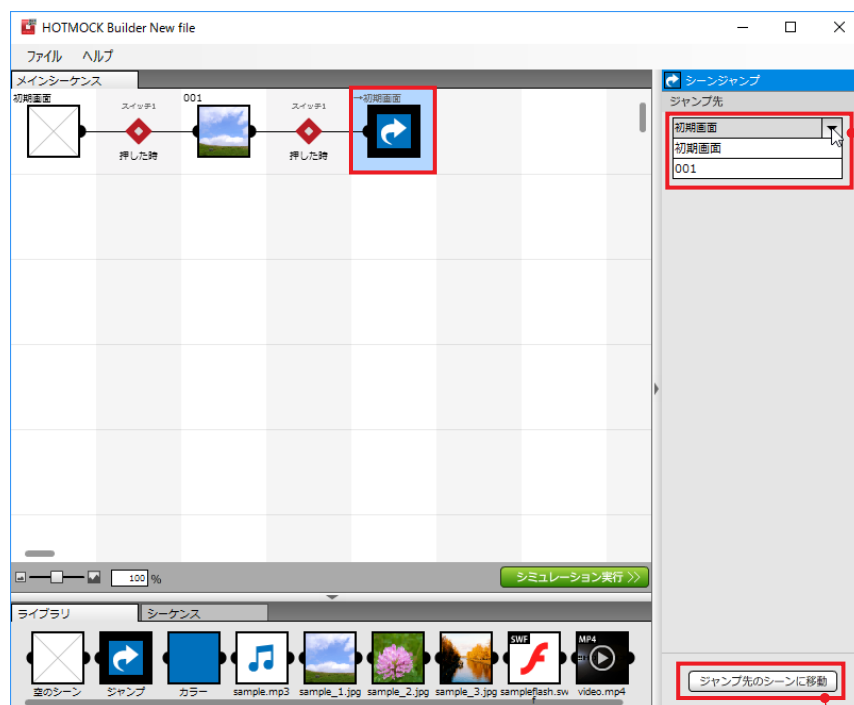 HOTMOCK Builder New file
ファイル ヘルプ
メインシーケンス
シーンジャンプ
ジャンプ先
初期画面
初期画面
001
初期画面
スイッチ1
押した時
001
スイッチ1
押した時
→初期画面
100 %
シミュレーション実行
ライブラリ シーケンス
空のシーン
ジャンプ
カラー
sample.mp3
sample_1.jpg
sample_2.jpg
sample_3.jpg
SWF
sampleflash.sw
f
MP4
video.mp4
ジャンプ先のシーンに移動